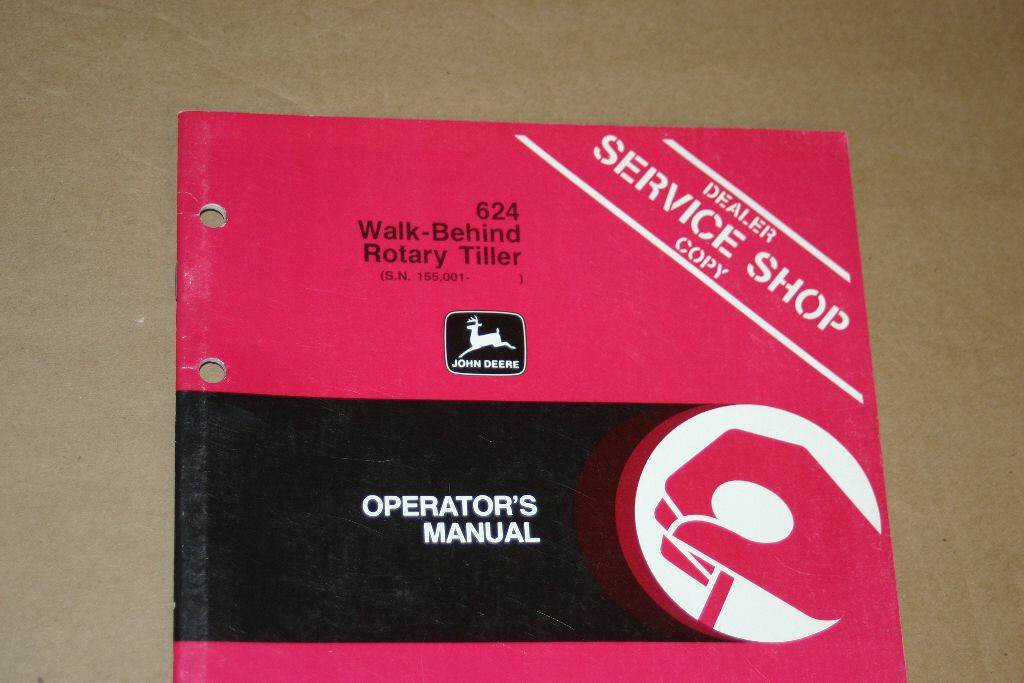 624
Walk-Behind
Rotary Tiller
(S.N. 155,001-          )
JOHN DEERE
DEALER
SERVICE SHOP
COPY
OPERATOR'S
MANUAL